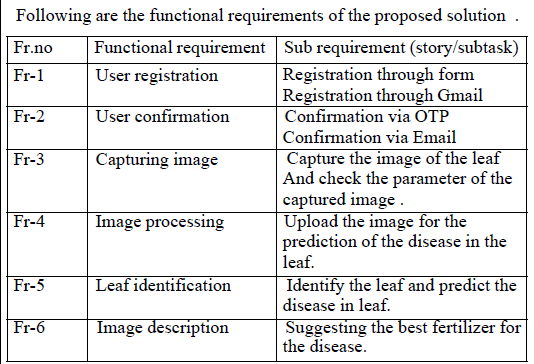 Following are the functional requirements of the proposed solution .
Fr.no Functional requirement Sub requirement (story/subtask)
Fr-1 User registration Registration through form
Registration through Gmail
Fr-2 User confirmation Confirmation via OTP
Confirmation via Email
Fr-3 Capturing image Capture the image of the leaf
And check the parameter of the
captured image .
Fr-4 Image processing Upload the image for the
prediction of the disease in the
leaf.
Fr-5 Leaf identification Identify the leaf and predict the
disease in leaf.
Fr-6 Image description Suggesting the best fertilizer for
the disease.